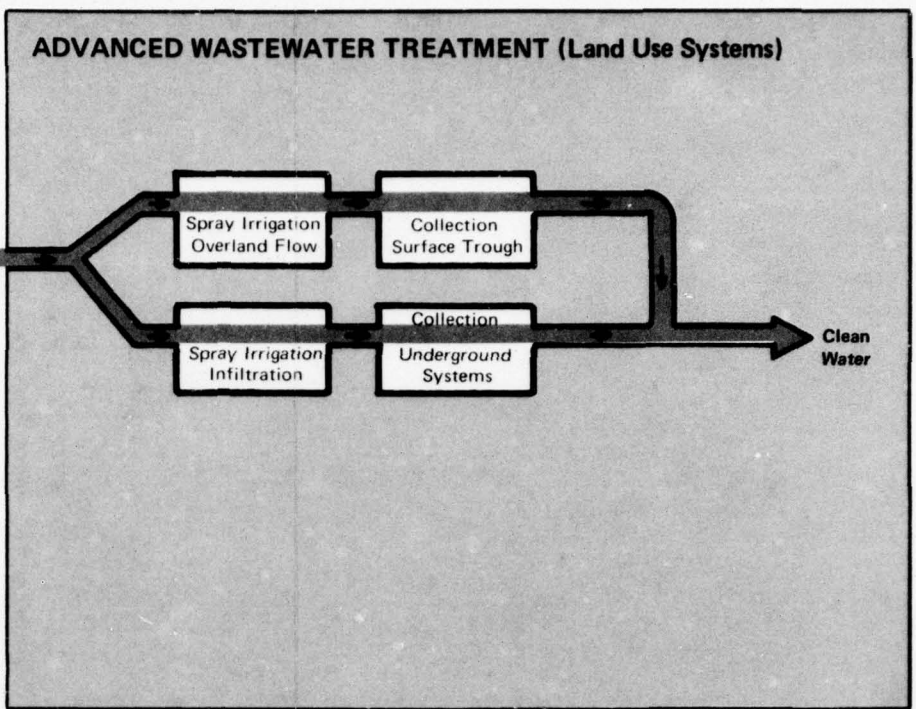 ADVANCED WASTEWATER TREATMENT (Land Use Systems)
Spray Irrigation
Overland Flow
Collection
Surface Trough
Spray Irrigation
Infiltration
Collection
Underground
Systems
Clean
Water